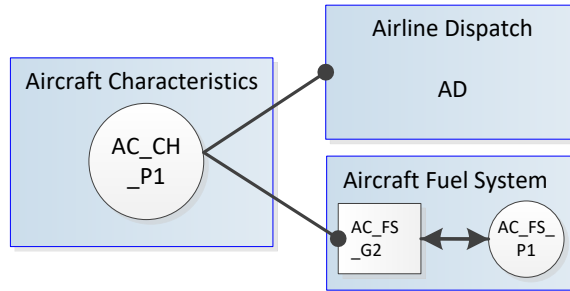 Aircraft Characteristics
AC_CH
_P1
Airline Dispatch
AD
Aircraft Fuel System
AC_FS
_G2
AC_FS_
P1